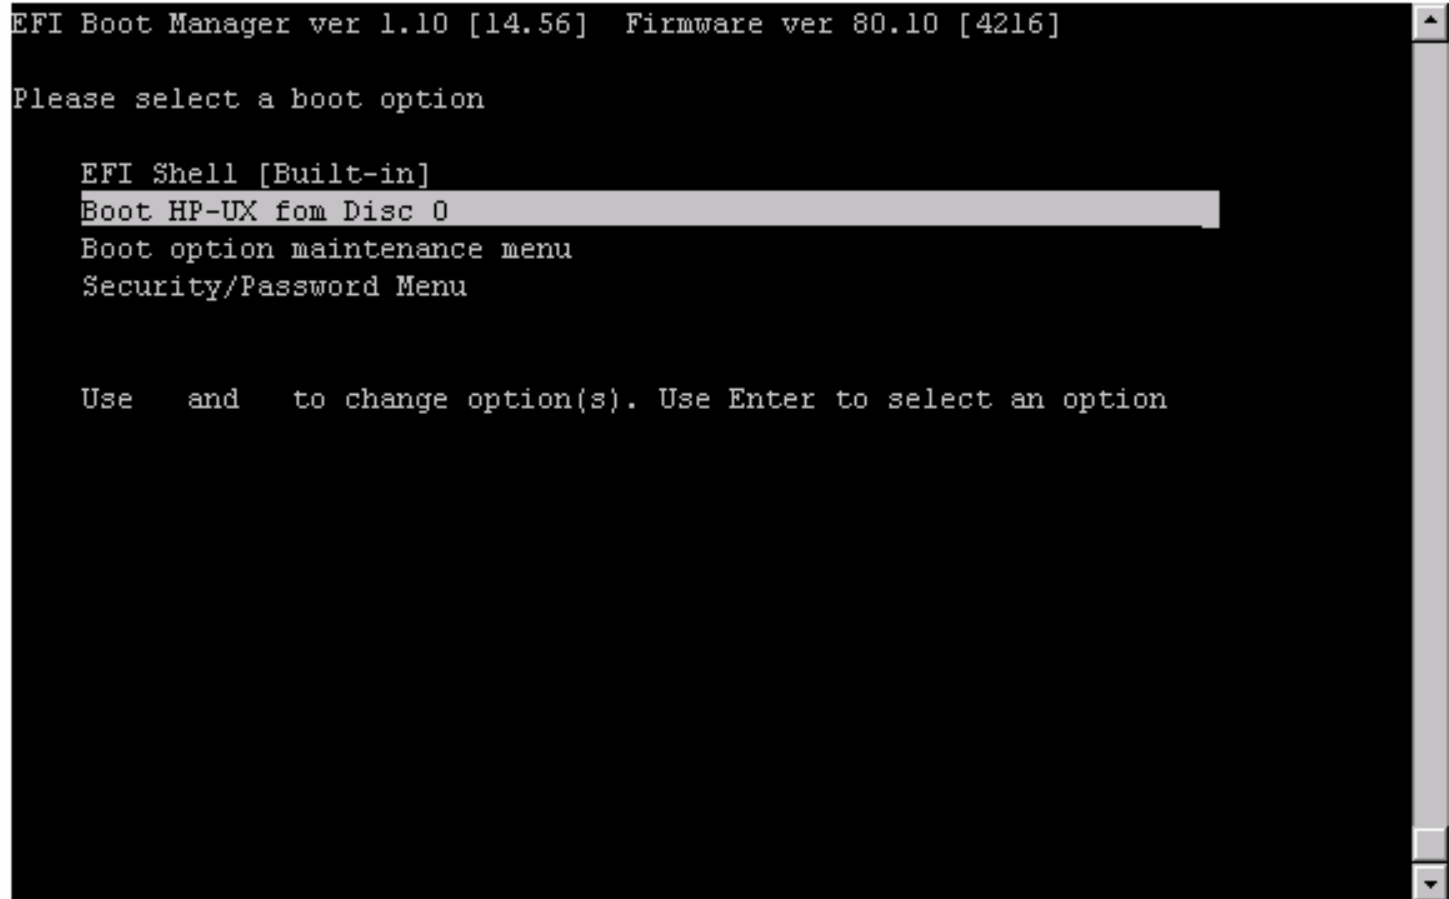 EFI Boot Manager ver 1.10 [14.56]  Firmware ver 80.10 [4216]
Please select a boot option
EFI Shell [Built-in]
Boot HP-UX fom Disc 0
Boot option maintenance menu
Security/Password Menu
Use   and   to change option(s). Use Enter to select an option